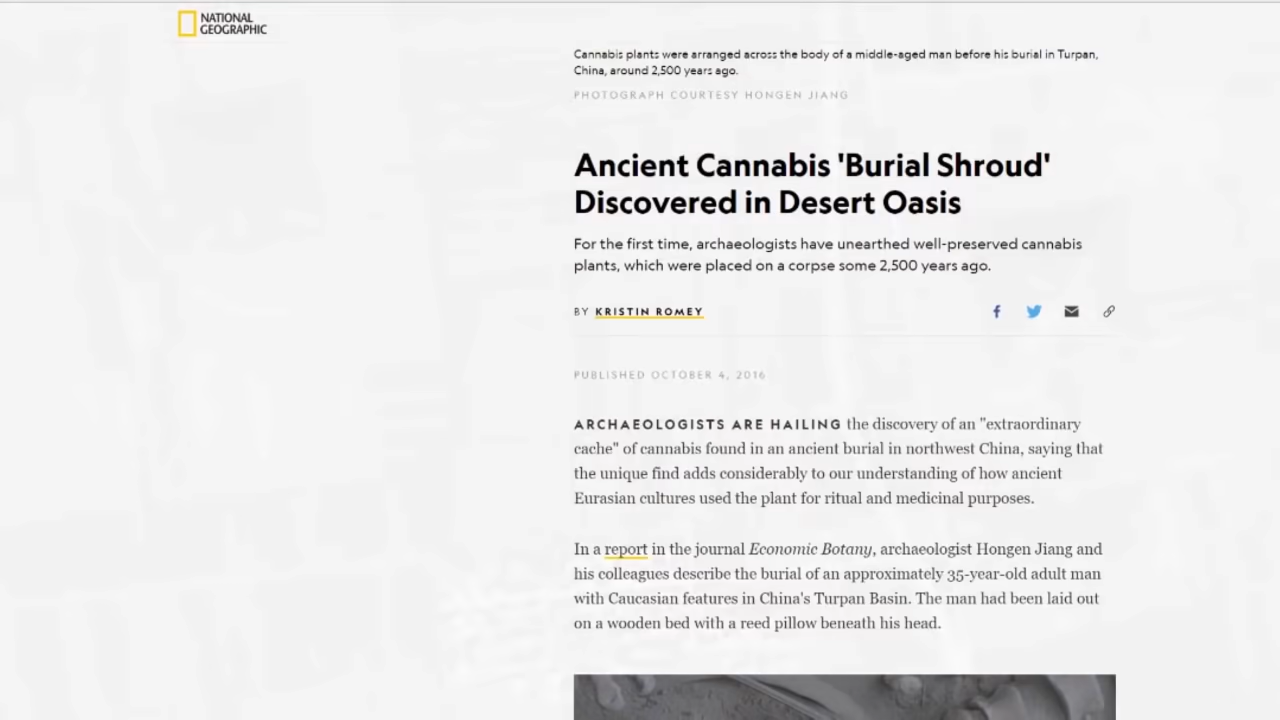 NATIONAL
GEOGRAPHIC
Cannabis plants were arranged across the body of a middle-aged man before his burial in Turpan,
China, around 2,500 years ago.
PHOTOGRAPH COURTESY HONGEN JIANG
Ancient Cannabis 'Burial Shroud'
Discovered in Desert Oasis
For the first time, archaeologists have unearthed well-preserved cannabis
plants, which were placed on a corpse some 2,500 years ago.
BY KRISTIN ROMEY
PUBLISHED OCTOBER 4, 2016
ARCHAEOLOGISTS ARE HAILING the discovery of an "extraordinary
cache" of cannabis found in an ancient burial in northwest China, saying that
the unique find adds considerably to our understanding of how ancient
Eurasian cultures used the plant for ritual and medicinal purposes.
In a report in the journal Economic Botany, archaeologist Hongen Jiang and
his colleagues describe the burial of an approximately 35-year-old adult man
with Caucasian features in China's Turpan Basin. The man had been laid out
on a wooden bed with a reed pillow beneath his head.